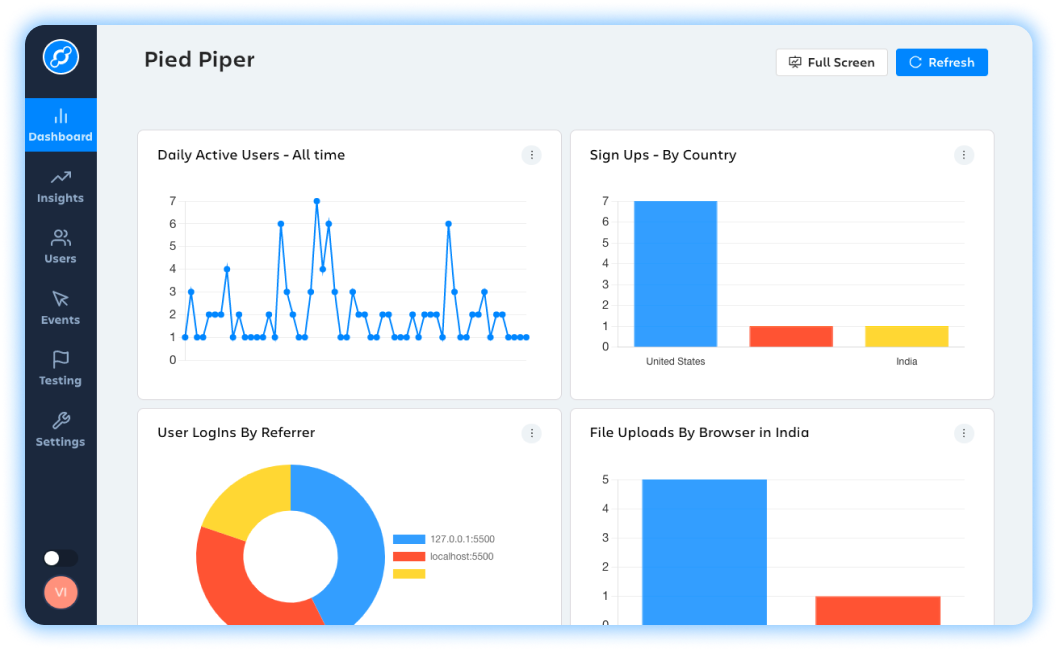 Pied Piper
Full Screen
Refresh
Dashboard
Insights
Users
Events
Testing
Settings
VI
Daily Active Users - All time
7
6
5
4
3
2
1
0
Sign Ups - By Country
7
6
5
4
3
2
1
0
United States
India
User LogIns By Referrer
127.0.0.1:5500
localhost:5500
File Uploads By Browser in India
5
4
3
2
1
0